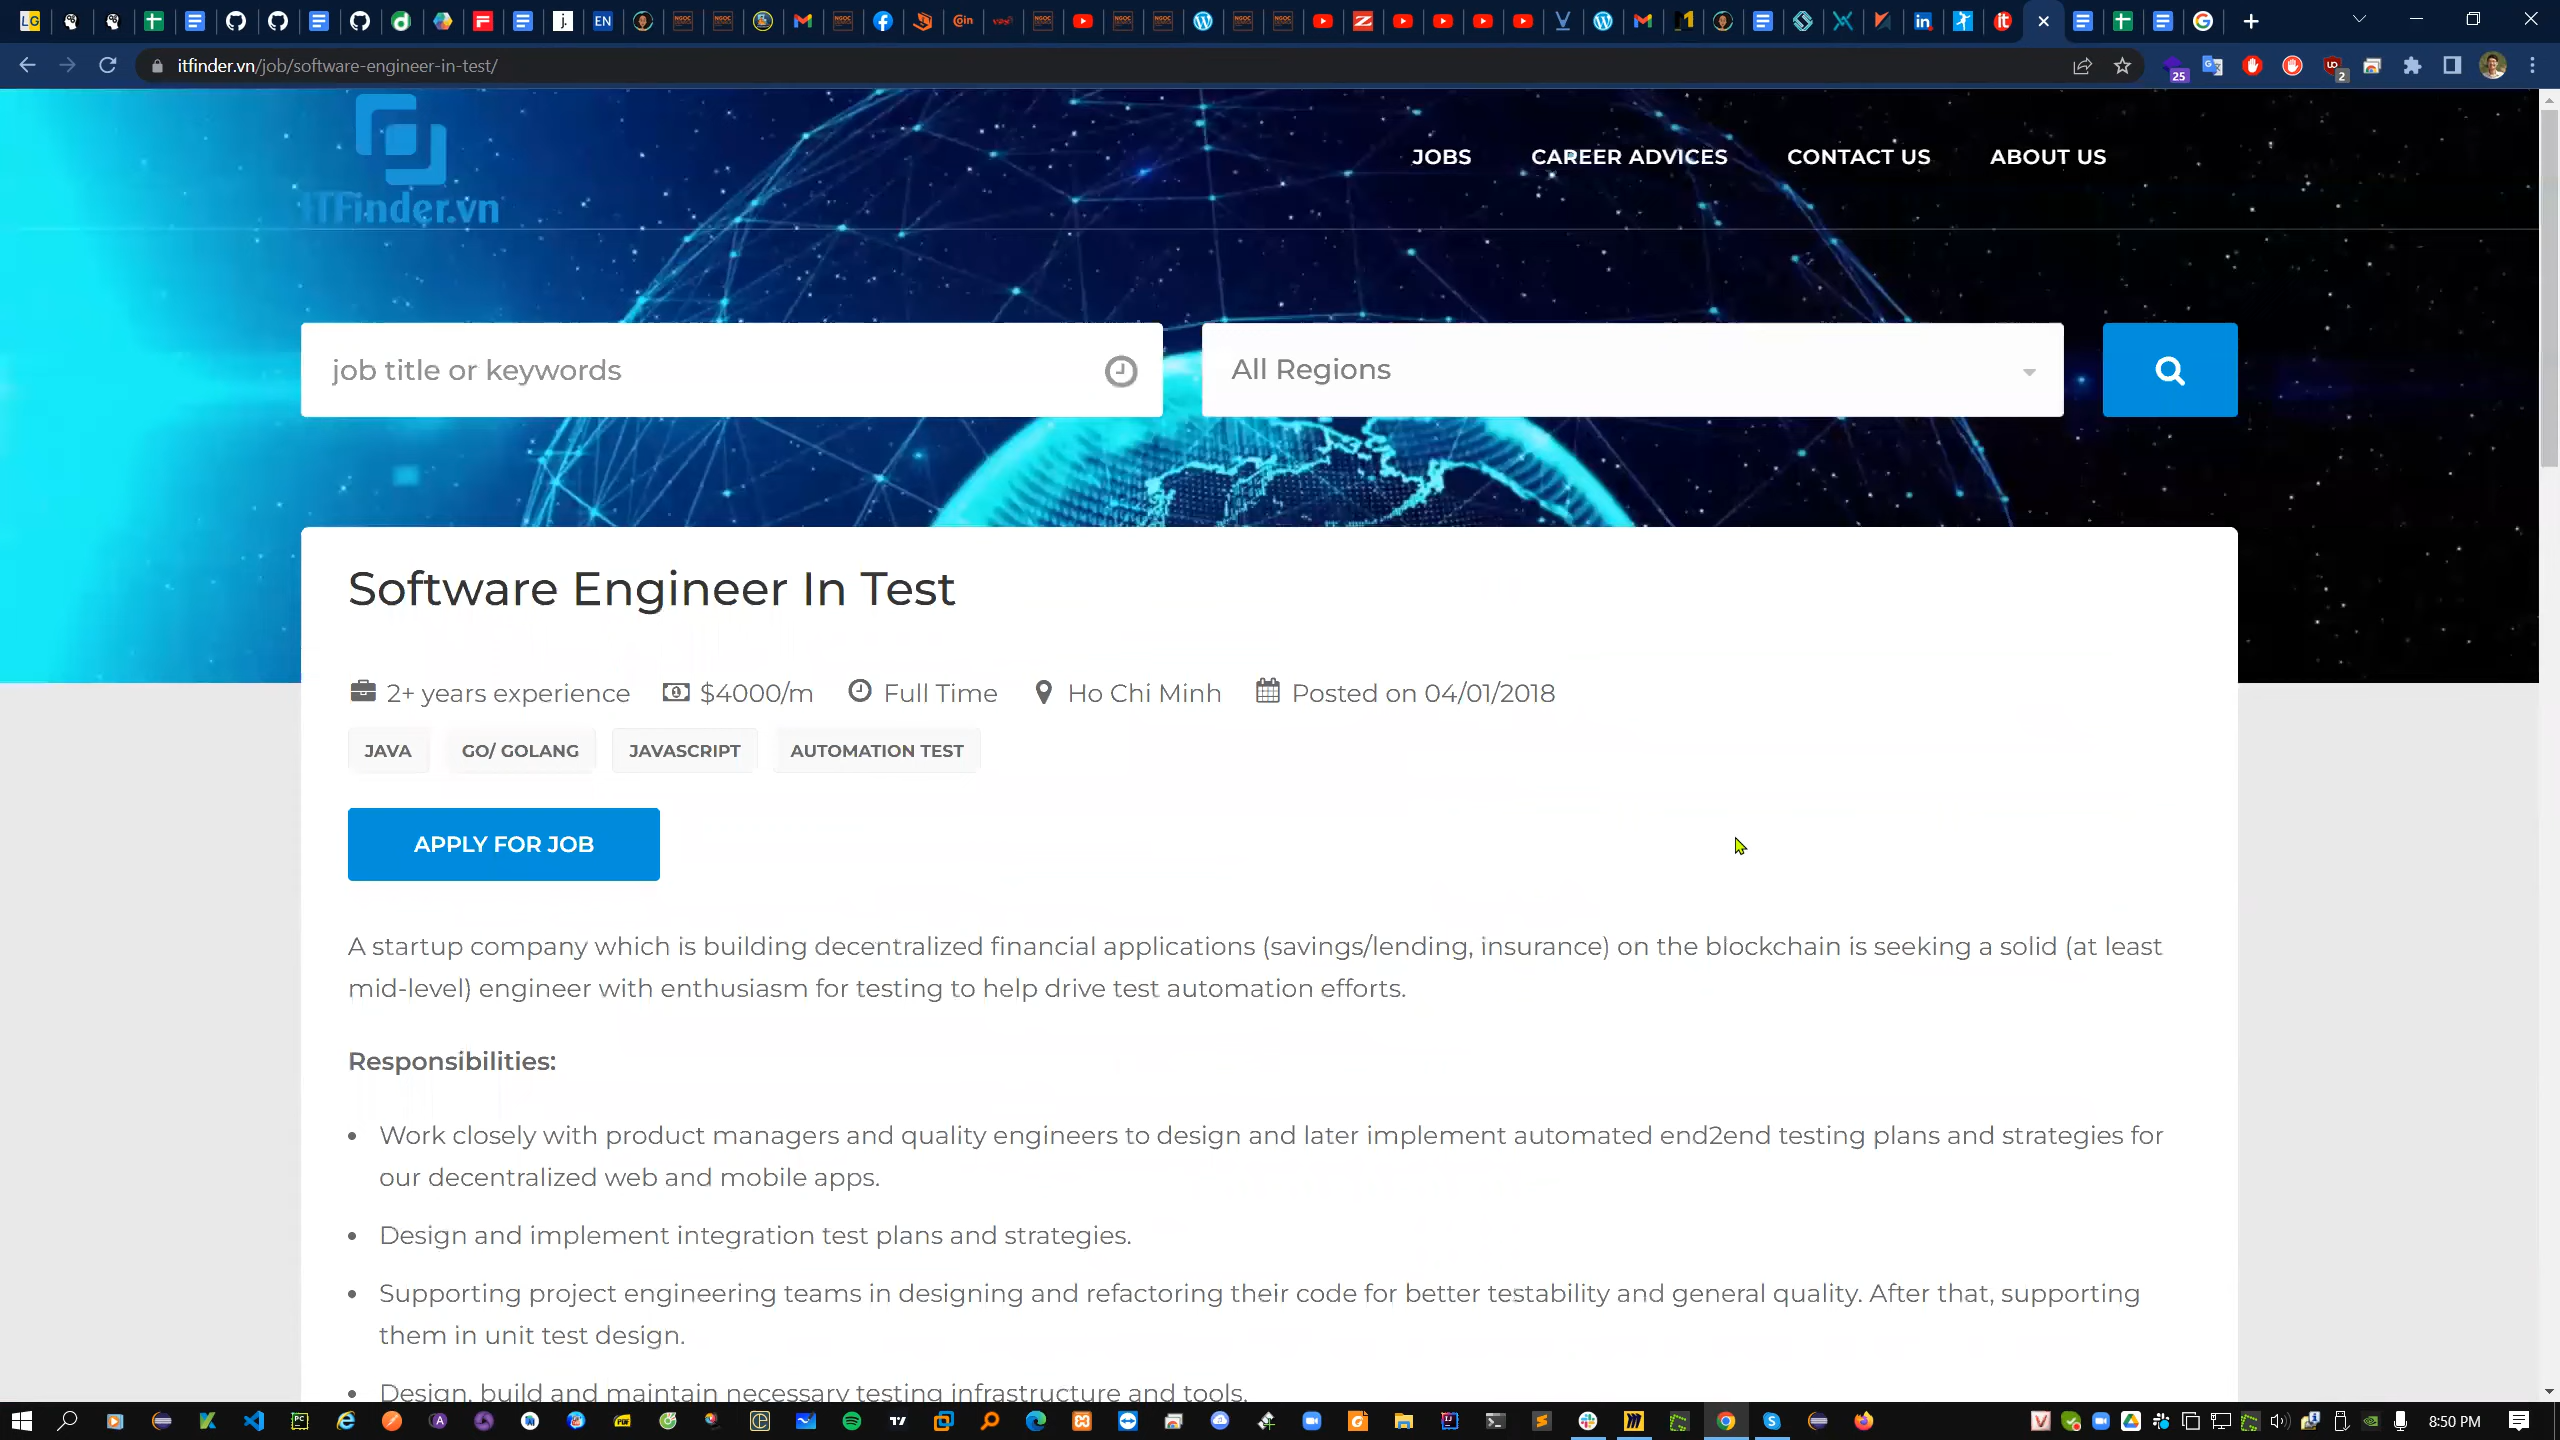 itfinder.vn/job/software-engineer-in-test/
25
2
ITFinder.vn
JOBS
CAREER ADVICES
CONTACT US
ABOUT US
job title or keywords
All Regions
Software Engineer In Test
2+ years experience
$4000/m
Full Time
Ho Chi Minh
Posted on 04/01/2018
JAVA
GO/ GOLANG
JAVASCRIPT
AUTOMATION TEST
APPLY FOR JOB
A startup company which is building decentralized financial applications (savings/lending, insurance) on the blockchain is seeking a solid (at least
mid-level) engineer with enthusiasm for testing to help drive test automation efforts.
Responsibilities:
• Work closely with product managers and quality engineers to design and later implement automated end2end testing plans and strategies for
our decentralized web and mobile apps.
• Design and implement integration test plans and strategies.
• Supporting project engineering teams in designing and refactoring their code for better testability and general quality. After that, supporting
them in unit test design.
• Design, build and maintain necessary testing infrastructure and tools.
8:50 PM